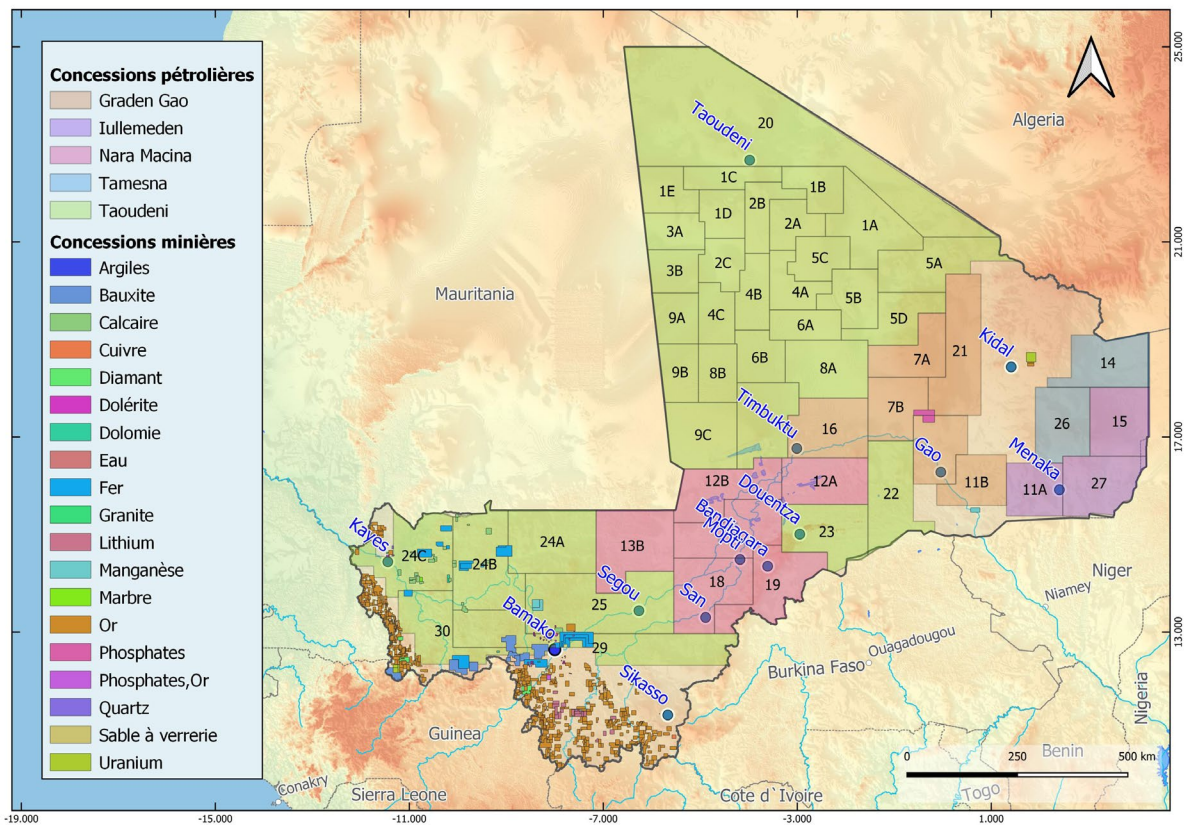 Concessions pétrolières
Graden Gao
Iullemeden
Nara Macina
Tamesna
Taoudeni
Concessions minières
Argiles
Bauxite
Calcaire
Cuivre
Diamant
Dolérite
Dolomie
Eau
Fer
Granite
Lithium
Manganèse
Marbre
Or
Phosphates
Phosphates,Or
Quartz
Sable à verrerie
Uranium
25.000
Algeria
Taoudeni
20
1C
1B
1E
2B
1D
2A
1A
21.000
3A
5C
5A
2C
3B
4B
4A
5B
Mauritania
9A
4C
6A
5D
Kidal
21
7A
14
6B
9B
8B
8A
Timbuktu
7B
16
26
15
9C
Gao
Menaka
17.000
12B
12A
11B
11A
27
Douentza
22
Bandiagara
Mopti
23
Kayes
24C
24B
24A
13B
18
19
Segou
San
25
Niger
Niamey
Bamako
30
29
13.000
Ouagadougou
Burkina Faso
Sikasso
Nigeria
Guinea
Benin
0
250
500 km
Conakry
Sierra Leone
Cote d`Ivoire
Togo
-19.000
-15.000
-11.000
-7.000
-3.000
1.000